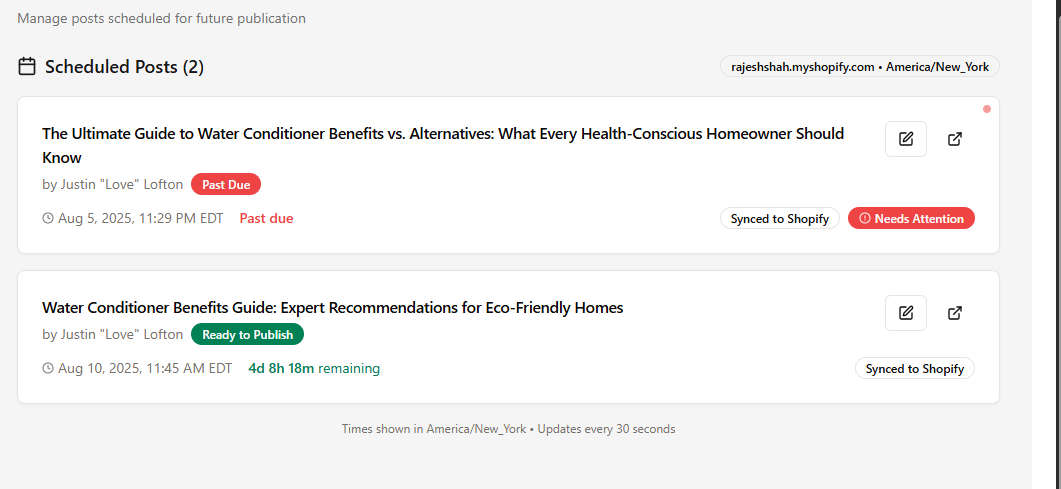 Manage posts scheduled for future publication
Scheduled Posts (2)
rajeshshah.myshopify.com • America/New_York
The Ultimate Guide to Water Conditioner Benefits vs. Alternatives: What Every Health-Conscious Homeowner Should
Know
by Justin "Love" Lofton Past Due
Aug 5, 2025, 11:29 PM EDT Past due
Synced to Shopify Needs Attention
Water Conditioner Benefits Guide: Expert Recommendations for Eco-Friendly Homes
by Justin "Love" Lofton Ready to Publish
Aug 10, 2025, 11:45 AM EDT 4d 8h 18m remaining
Synced to Shopify
Times shown in America/New_York • Updates every 30 seconds